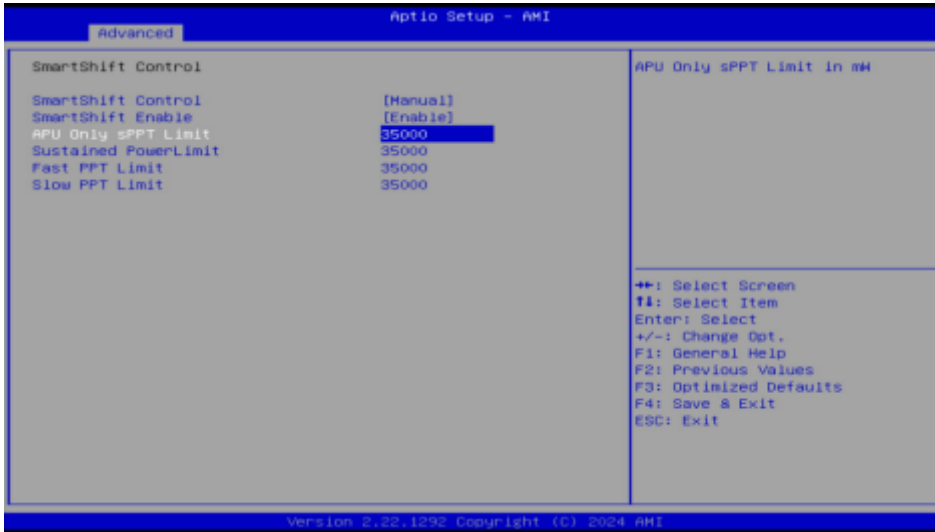 Aptio Setup - AMI
Advanced
SmartShift Control
SmartShift Control [Manual]
SmartShift Enable [Enable]
APU Only sPPT Limit 35000
Sustained PowerLimit 35000
Fast PPT Limit 35000
Slow PPT Limit 35000
APU Only sPPT Limit in mW
→←: Select Screen
↑↓: Select Item
Enter: Select
+/-: Change Opt.
F1: General Help
F2: Previous Values
F3: Optimized Defaults
F4: Save & Exit
ESC: Exit
Version 2.22.1292 Copyright (C) 2024 AMI